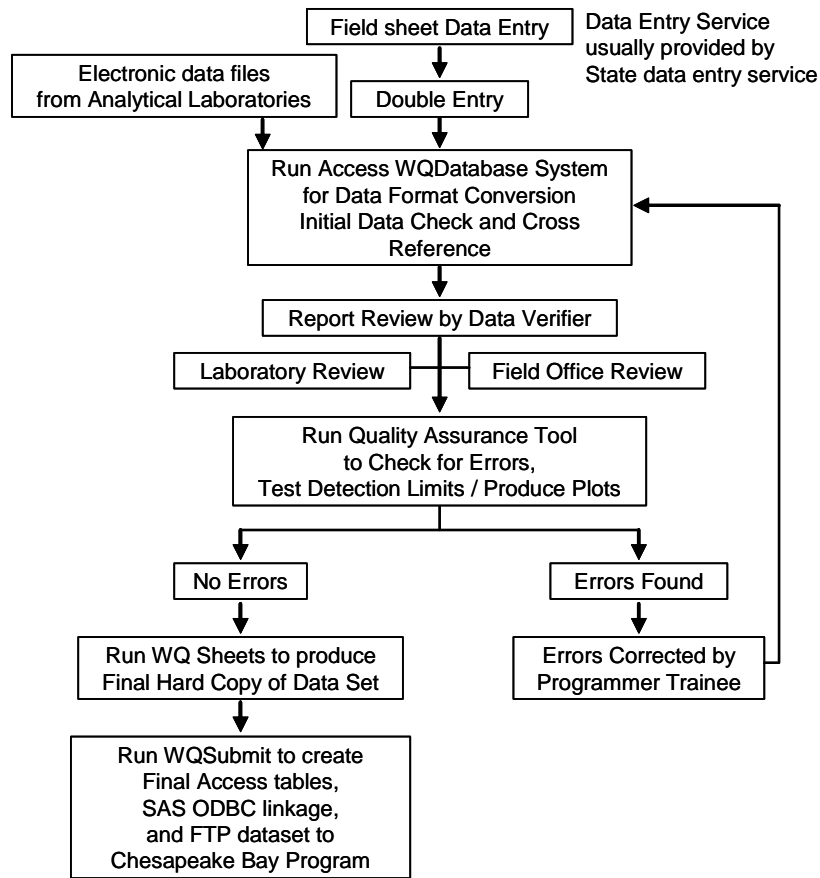 Field sheet Data Entry
Data Entry Service
usually provided by
State data entry service
Electronic data files
from Analytical Laboratories
Double Entry
Run Access WQDatabase System
for Data Format Conversion
Initial Data Check and Cross
Reference
Report Review by Data Verifier
Laboratory Review
Field Office Review
Run Quality Assurance Tool
to Check for Errors,
Test Detection Limits / Produce Plots
No Errors
Errors Found
Run WQ Sheets to produce
Final Hard Copy of Data Set
Errors Corrected by
Programmer Trainee
Run WQSubmit to create
Final Access tables,
SAS ODBC linkage,
and FTP dataset to
Chesapeake Bay Program